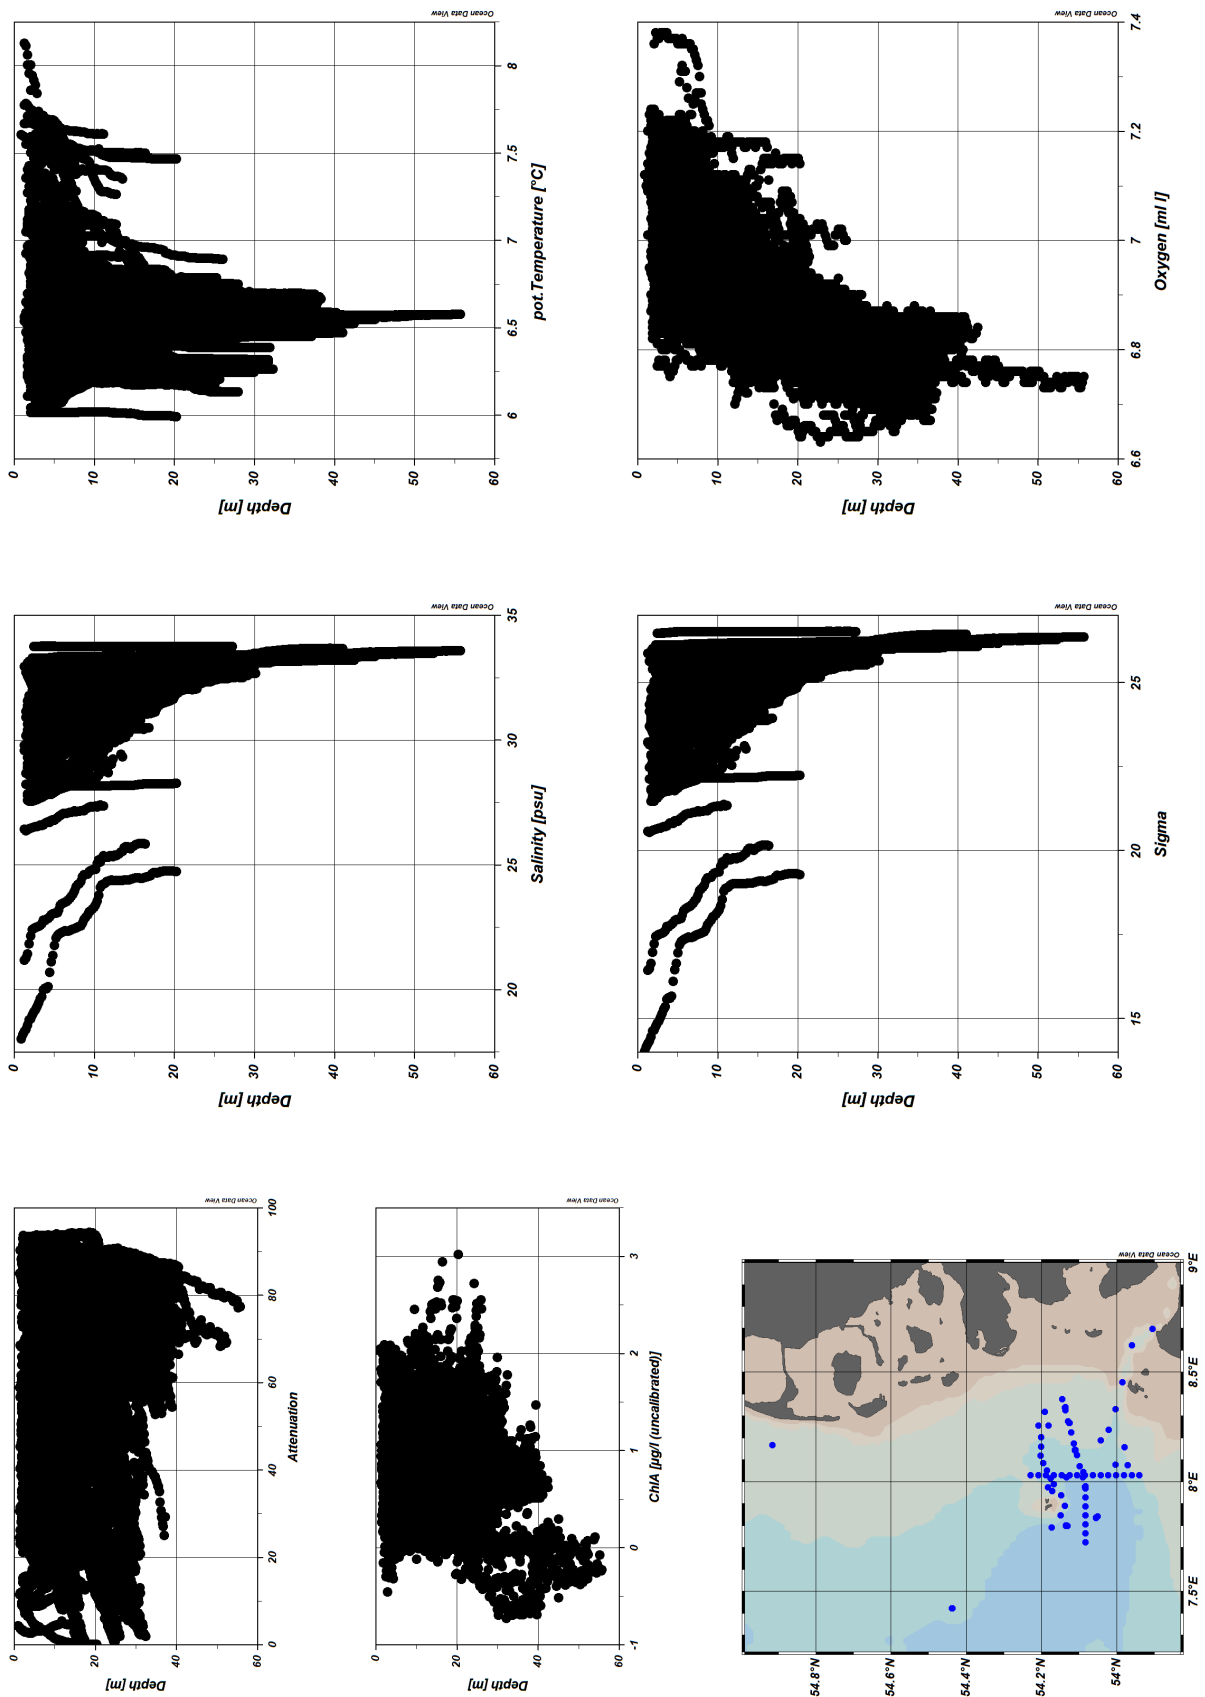 0
20
40
60
Depth [m]
0 20 40 60 80 100
Attenuation
Ocean Data View
0
10
20
30
40
50
60
Depth [m]
20 25 30 35
Salinity [psu]
Ocean Data View
0
10
20
30
40
50
60
Depth [m]
6 6.5 7 7.5 8
pot.Temperature [°C]
Ocean Data View
0
20
40
60
Depth [m]
-1 0 1 2 3
ChlA [µg/l (uncalibrated)]
Ocean Data View
54.8°N
54.6°N
54.4°N
54.2°N
54°N
7.5°E 8°E 8.5°E 9°E
Ocean Data View
0
10
20
30
40
50
60
Depth [m]
15 20 25
Sigma
Ocean Data View
0
10
20
30
40
50
60
Depth [m]
6.6 6.8 7 7.2 7.4
Oxygen [ml l]
Ocean Data View